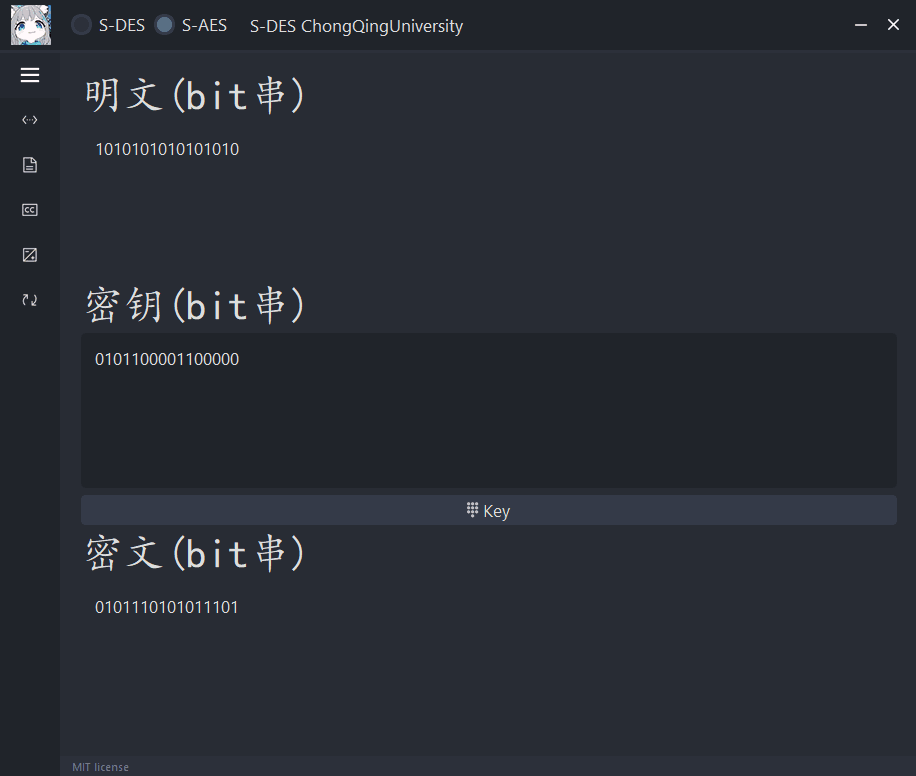 S-DES S-AES S-DES ChongQingUniversity
明文(bit串)
1010101010101010
密钥(bit串)
0101100001100000
Key
密文(bit串)
0101110101011101
MIT license